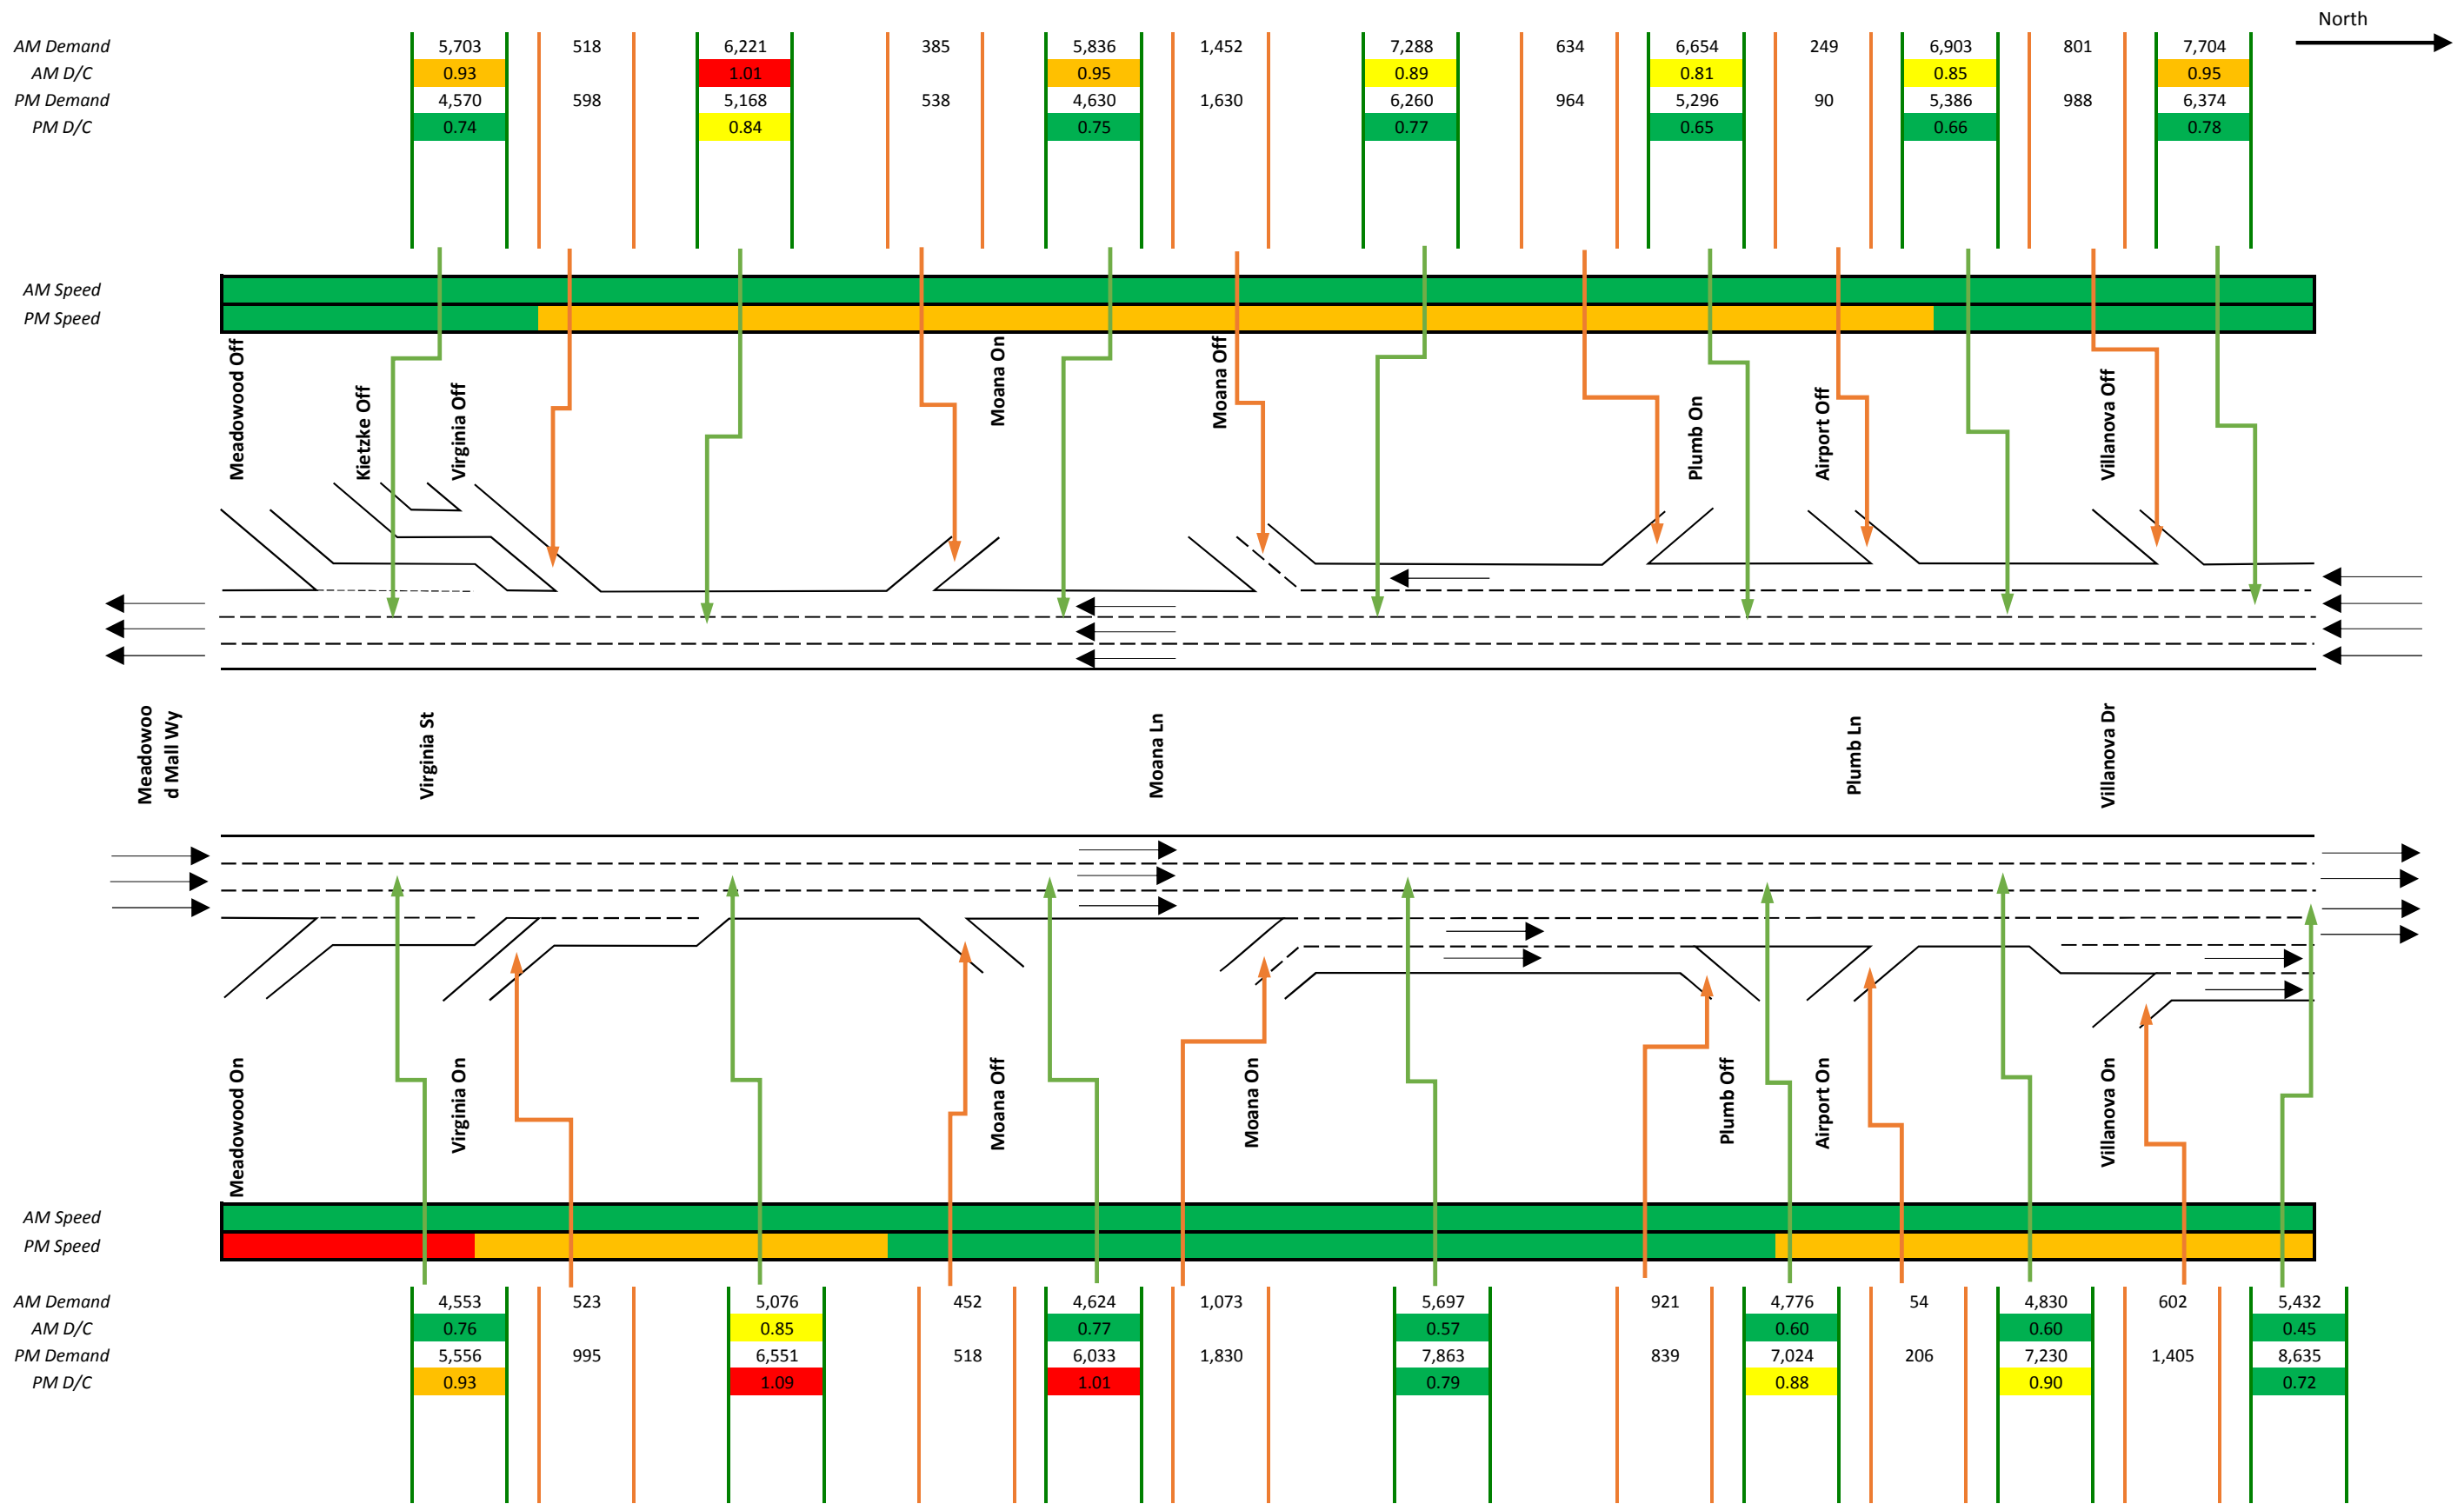 North
AM Demand 5,703 518 6,221 385 5,836 1,452 7,288 634 6,654 249 6,903 801 7,704
AM D/C 0.93 1.01 0.95 0.89 0.81 0.85 0.95
PM Demand 4,570 598 5,168 538 4,630 1,630 6,260 964 5,296 90 5,386 988 6,374
PM D/C 0.74 0.84 0.75 0.77 0.65 0.66 0.78
AM Speed
PM Speed
Meadowood Off
Kietzke Off
Virginia Off
Moana On
Moana Off
Plumb On
Airport Off
Villanova Off
Meadowoo
d Mall Wy
Virginia St
Moana Ln
Plumb Ln
Villanova Dr
Meadowood On
Virginia On
Moana Off
Moana On
Plumb Off
Airport On
Villanova On
AM Speed
PM Speed
AM Demand 4,553 523 5,076 452 4,624 1,073 5,697 921 4,776 54 4,830 602 5,432
AM D/C 0.76 0.85 0.77 0.57 0.60 0.60 0.45
PM Demand 5,556 995 6,551 518 6,033 1,830 7,863 839 7,024 206 7,230 1,405 8,635
PM D/C 0.93 1.09 1.01 0.79 0.88 0.90 0.72